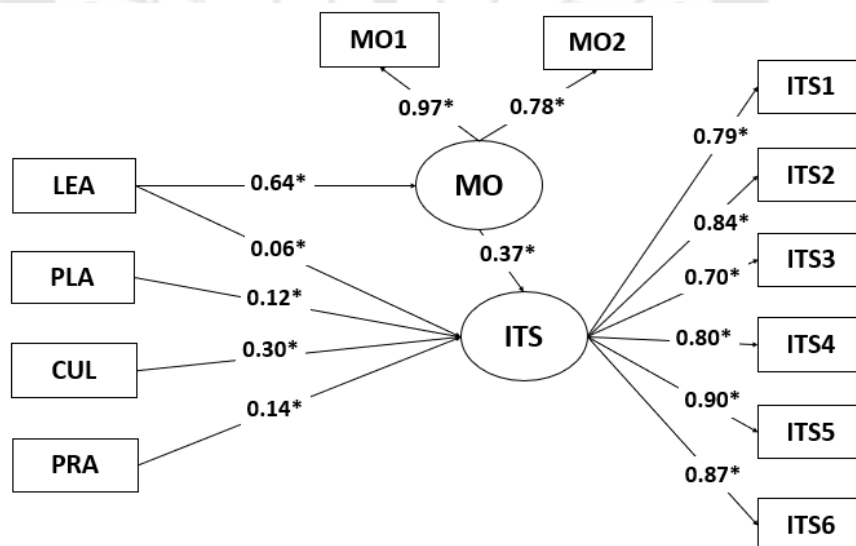 MO1
MO2
ITS1
0.97*
0.78*
0.79*
ITS2
LEA
0.64*
MO
0.84*
0.06*
0.37*
ITS3
PLA
0.70*
0.12*
ITS
0.80*
ITS4
CUL
0.30*
0.90*
0.14*
ITS5
PRA
0.87*
ITS6